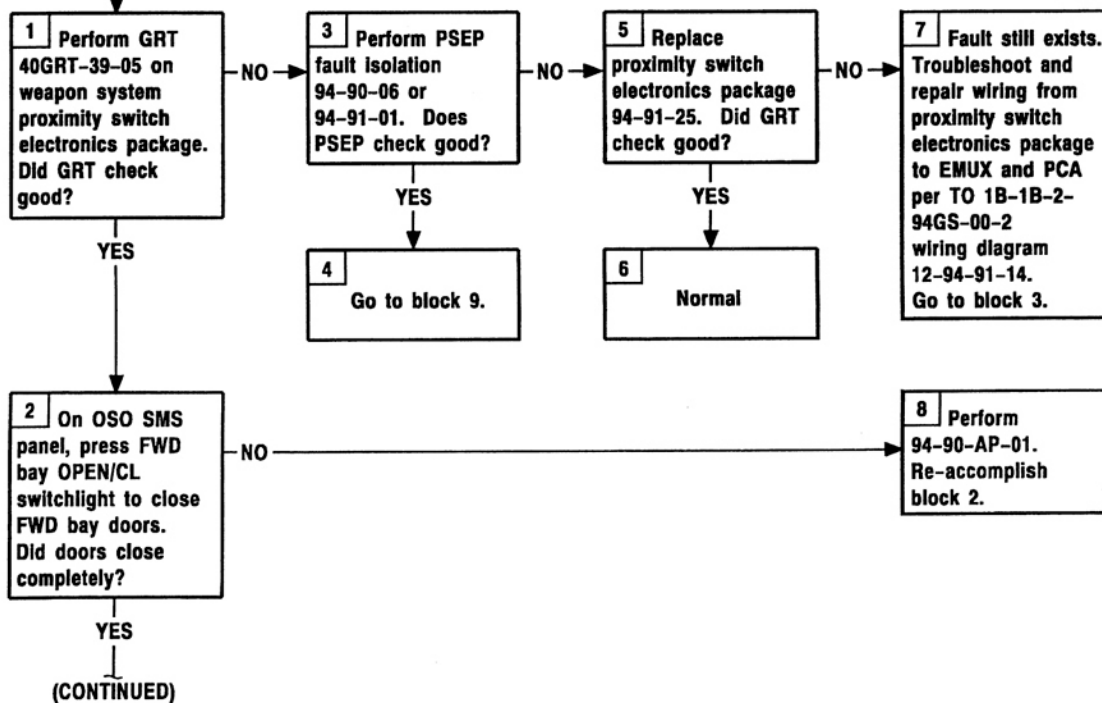 1 Perform GRT
40GRT-39-05 on
weapon system
proximity switch
electronics package.
Did GRT check
good?
NO
3 Perform PSEP
fault isolation
94-90-06 or
94-91-01. Does
PSEP check good?
NO
5 Replace
proximity switch
electronics package
94-91-25. Did GRT
check good?
NO
7 Fault still exists.
Troubleshoot and
repair wiring from
proximity switch
electronics package
to EMUX and PCA
per TO 1B-1B-2-
94GS-00-2
wiring diagram
12-94-91-14.
Go to block 3.
YES
YES
YES
4
Go to block 9.
6
Normal
2 On OSO SMS
panel, press FWD
bay OPEN/CL
switchlight to close
FWD bay doors.
Did doors close
completely?
NO
8 Perform
94-90-AP-01.
Re-accomplish
block 2.
YES
(CONTINUED)